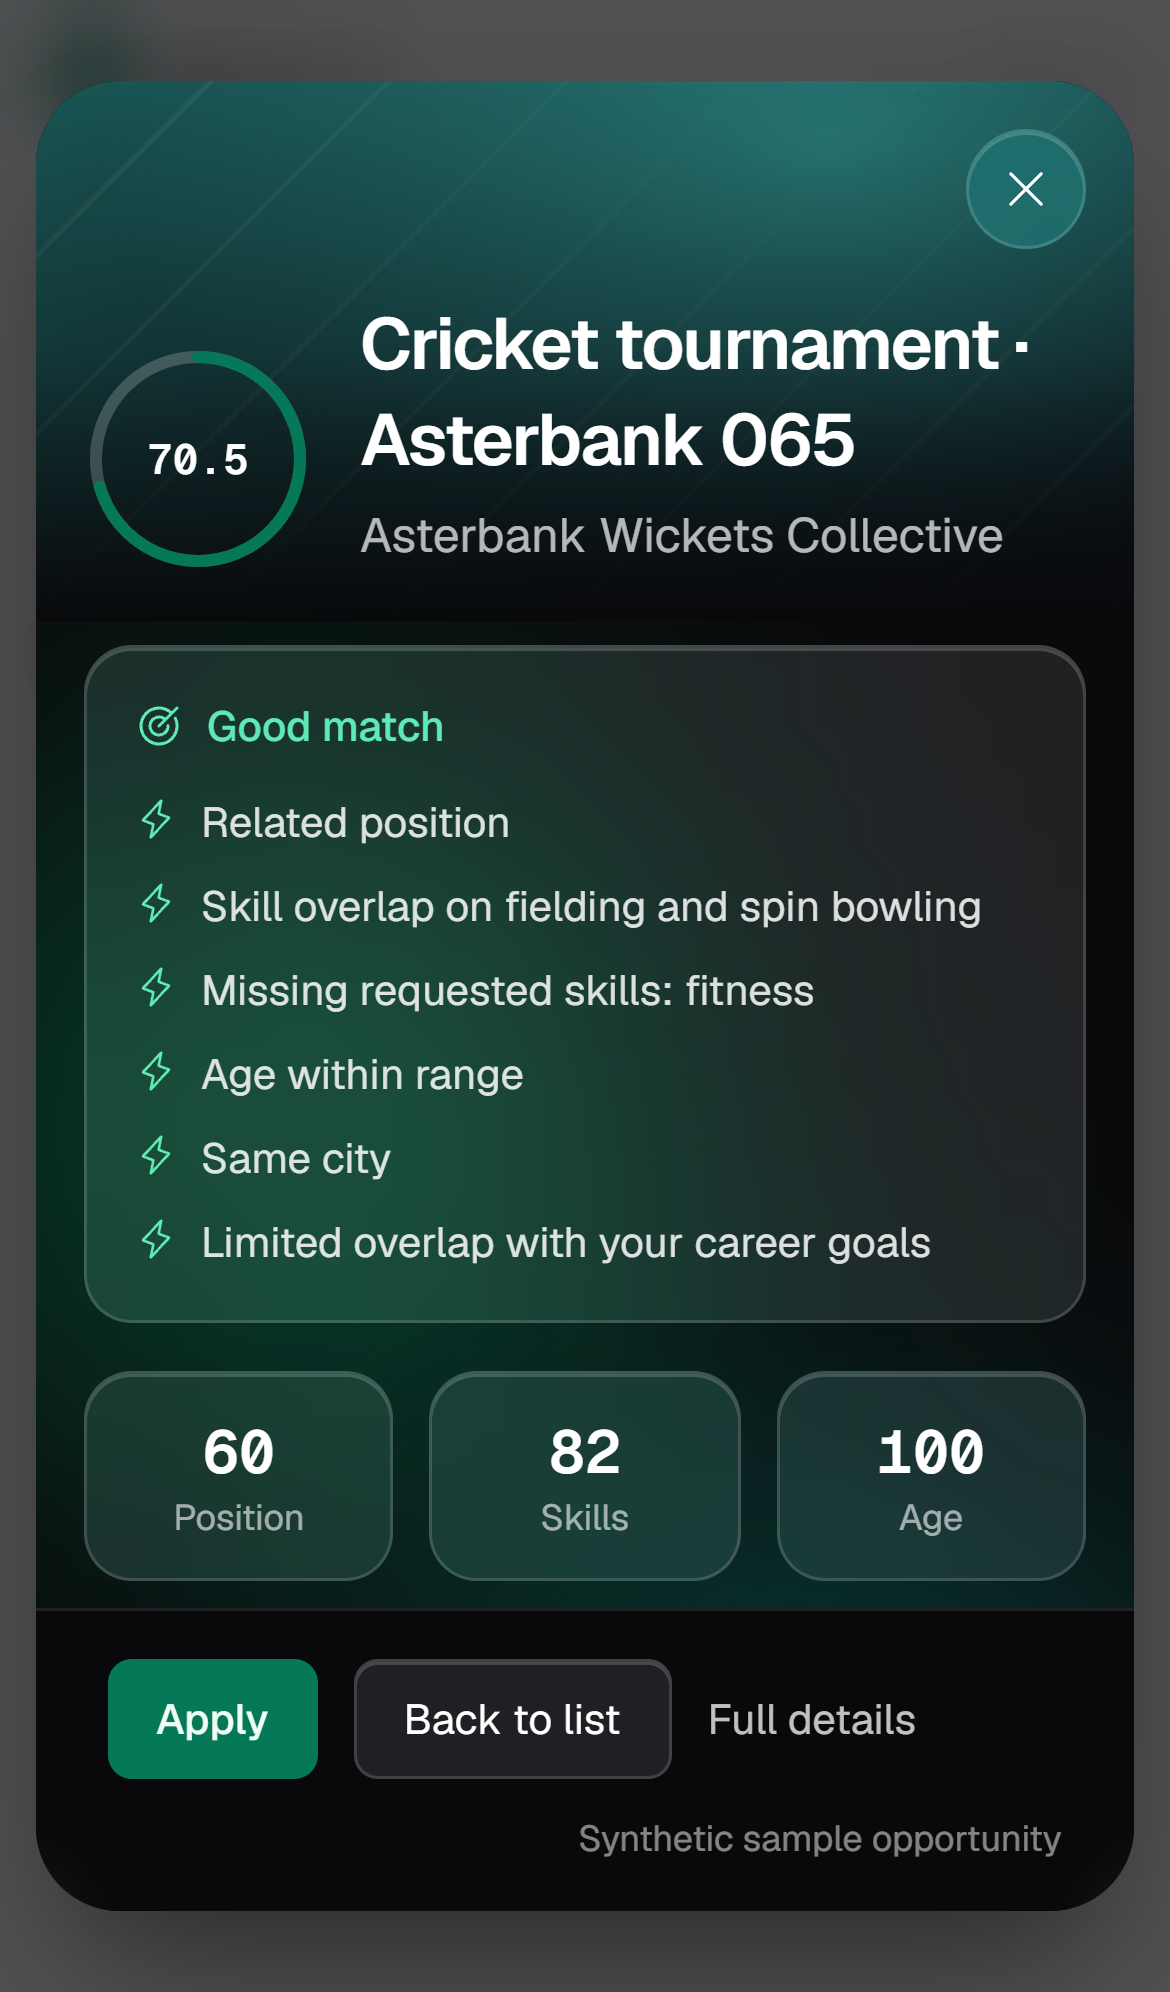 Cricket tournament ·
Asterbank 065
70.5
Asterbank Wickets Collective
Good match
Related position
Skill overlap on fielding and spin bowling
Missing requested skills: fitness
Age within range
Same city
Limited overlap with your career goals
60
Position
82
Skills
100
Age
Apply
Back to list
Full details
Synthetic sample opportunity